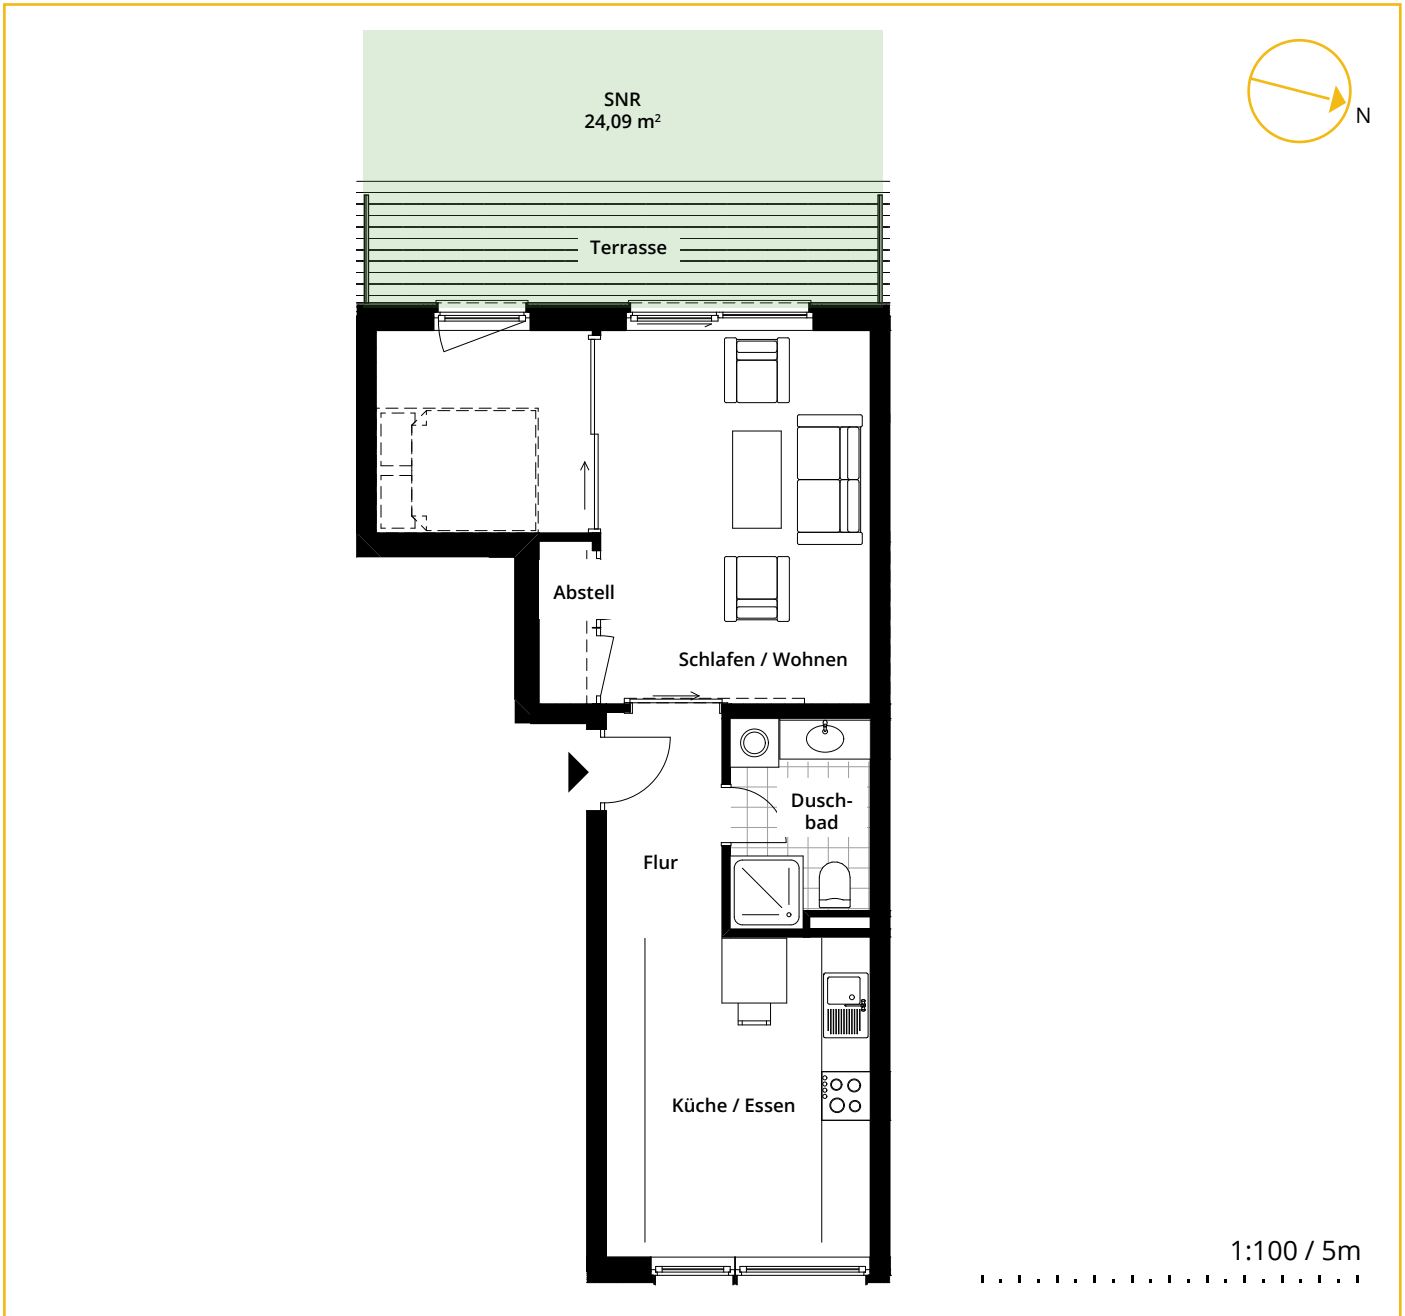 SNR
24,09 m²
N
Terrasse
Abstell
Schlafen / Wohnen
Dusch-
bad
Flur
Küche / Essen
1:100 / 5m